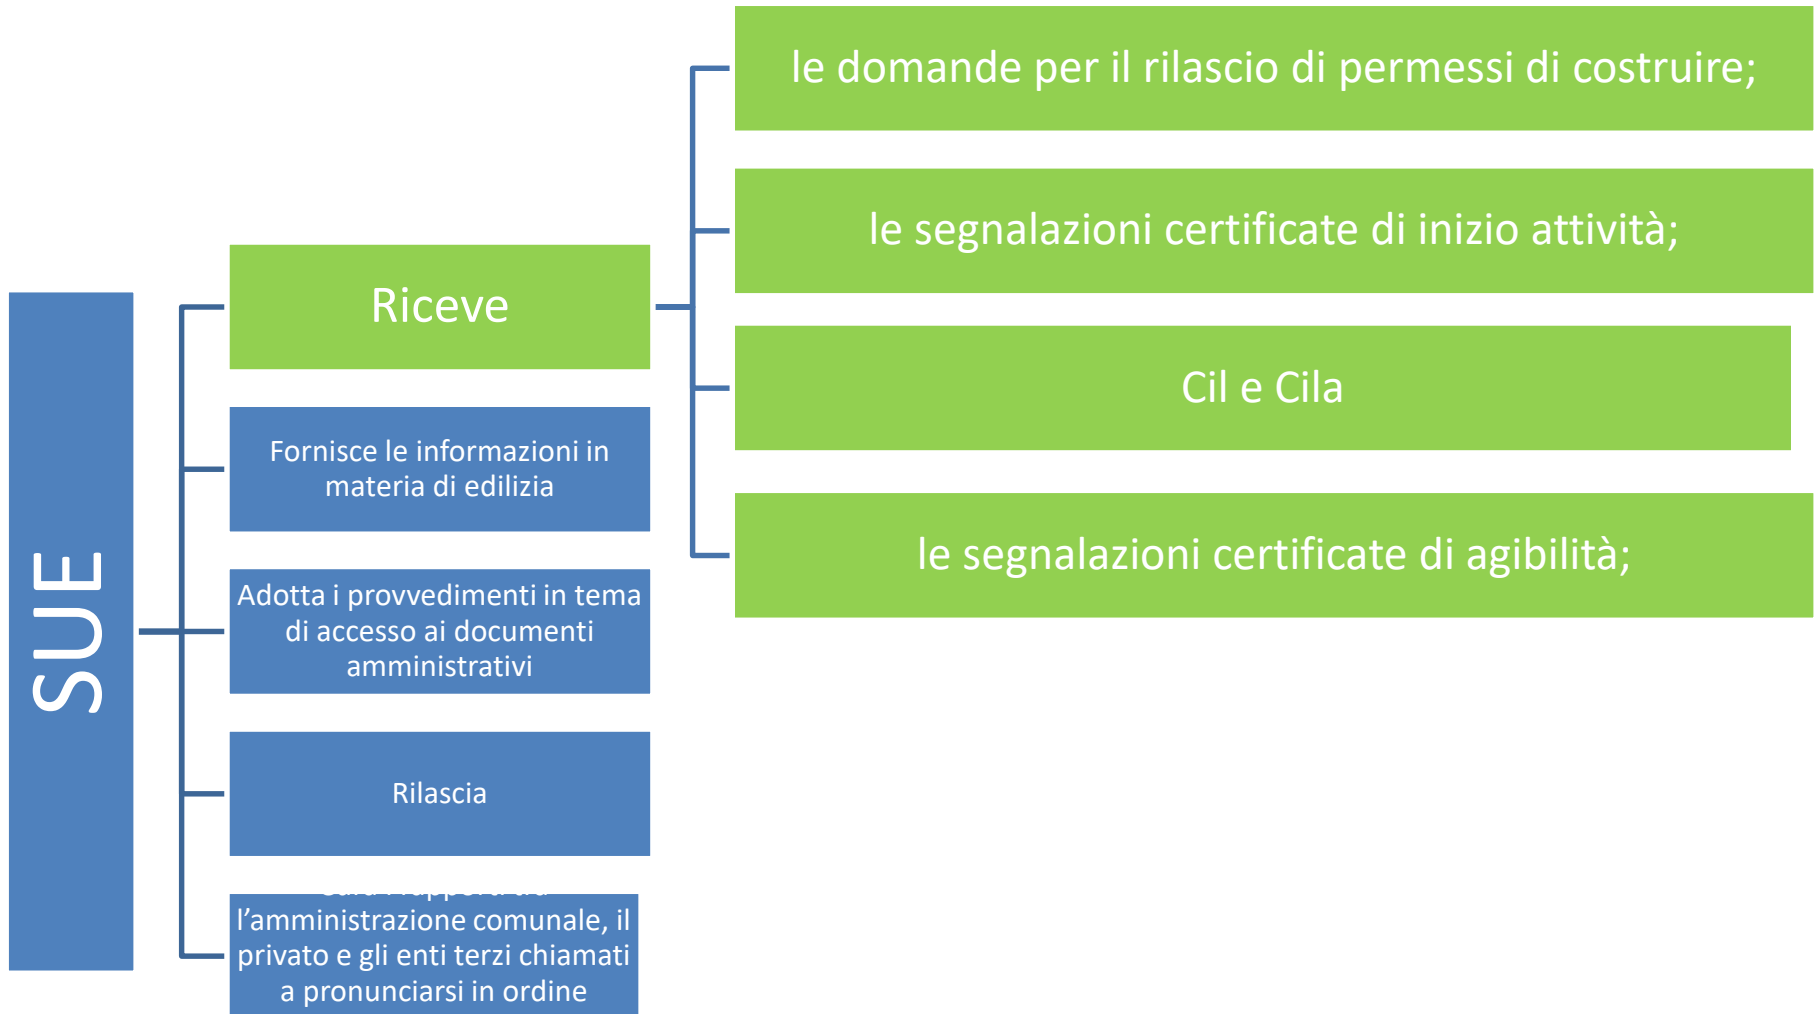 SUE
Riceve
Fornisce le informazioni in
materia di edilizia
Adotta i provvedimenti in tema
di accesso ai documenti
amministrativi
Rilascia
l’amministrazione comunale, il
privato e gli enti terzi chiamati
a pronunciarsi in ordine
le domande per il rilascio di permessi di costruire;
le segnalazioni certificate di inizio attività;
Cil e Cila
le segnalazioni certificate di agibilità;